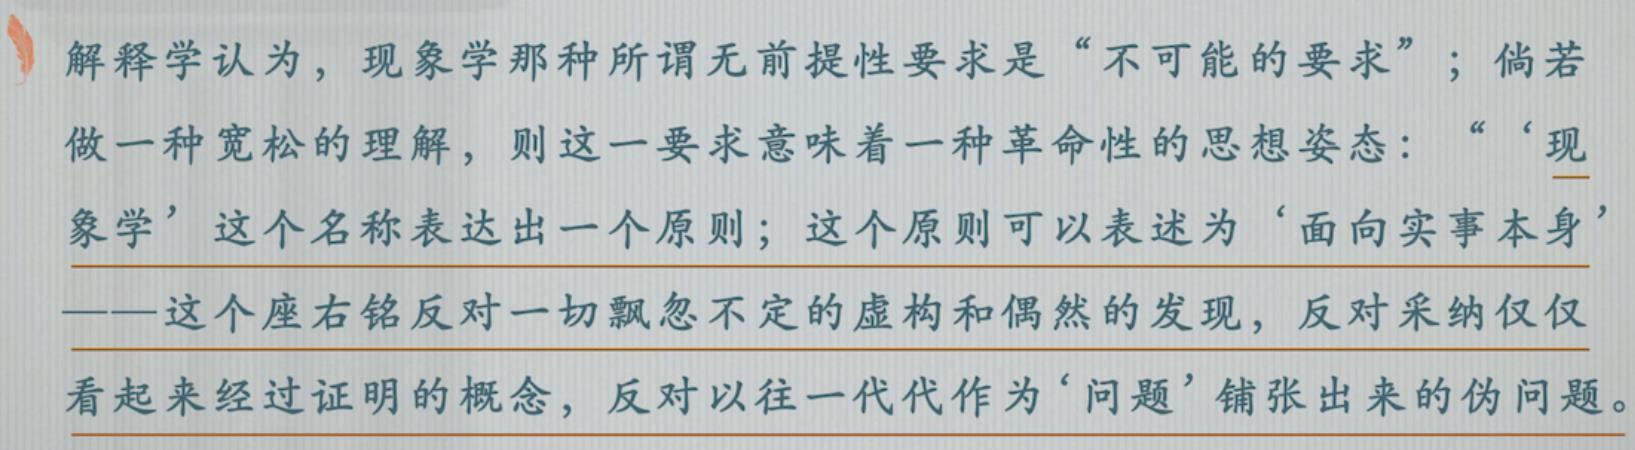 解释学认为，现象学那种所谓无前提性要求是“不可能的要求”；倘若
做一种宽松的理解，则这一要求意味着一种革命性的思想姿态：“‘现
象学’这个名称表达出一个原则；这个原则可以表述为‘面向实事本身’
——这个座右铭反对一切飘忽不定的虚构和偶然的发现，反对采纳仅仅
看起来经过证明的概念，反对以往一代代作为‘问题’铺张出来的伪问题。